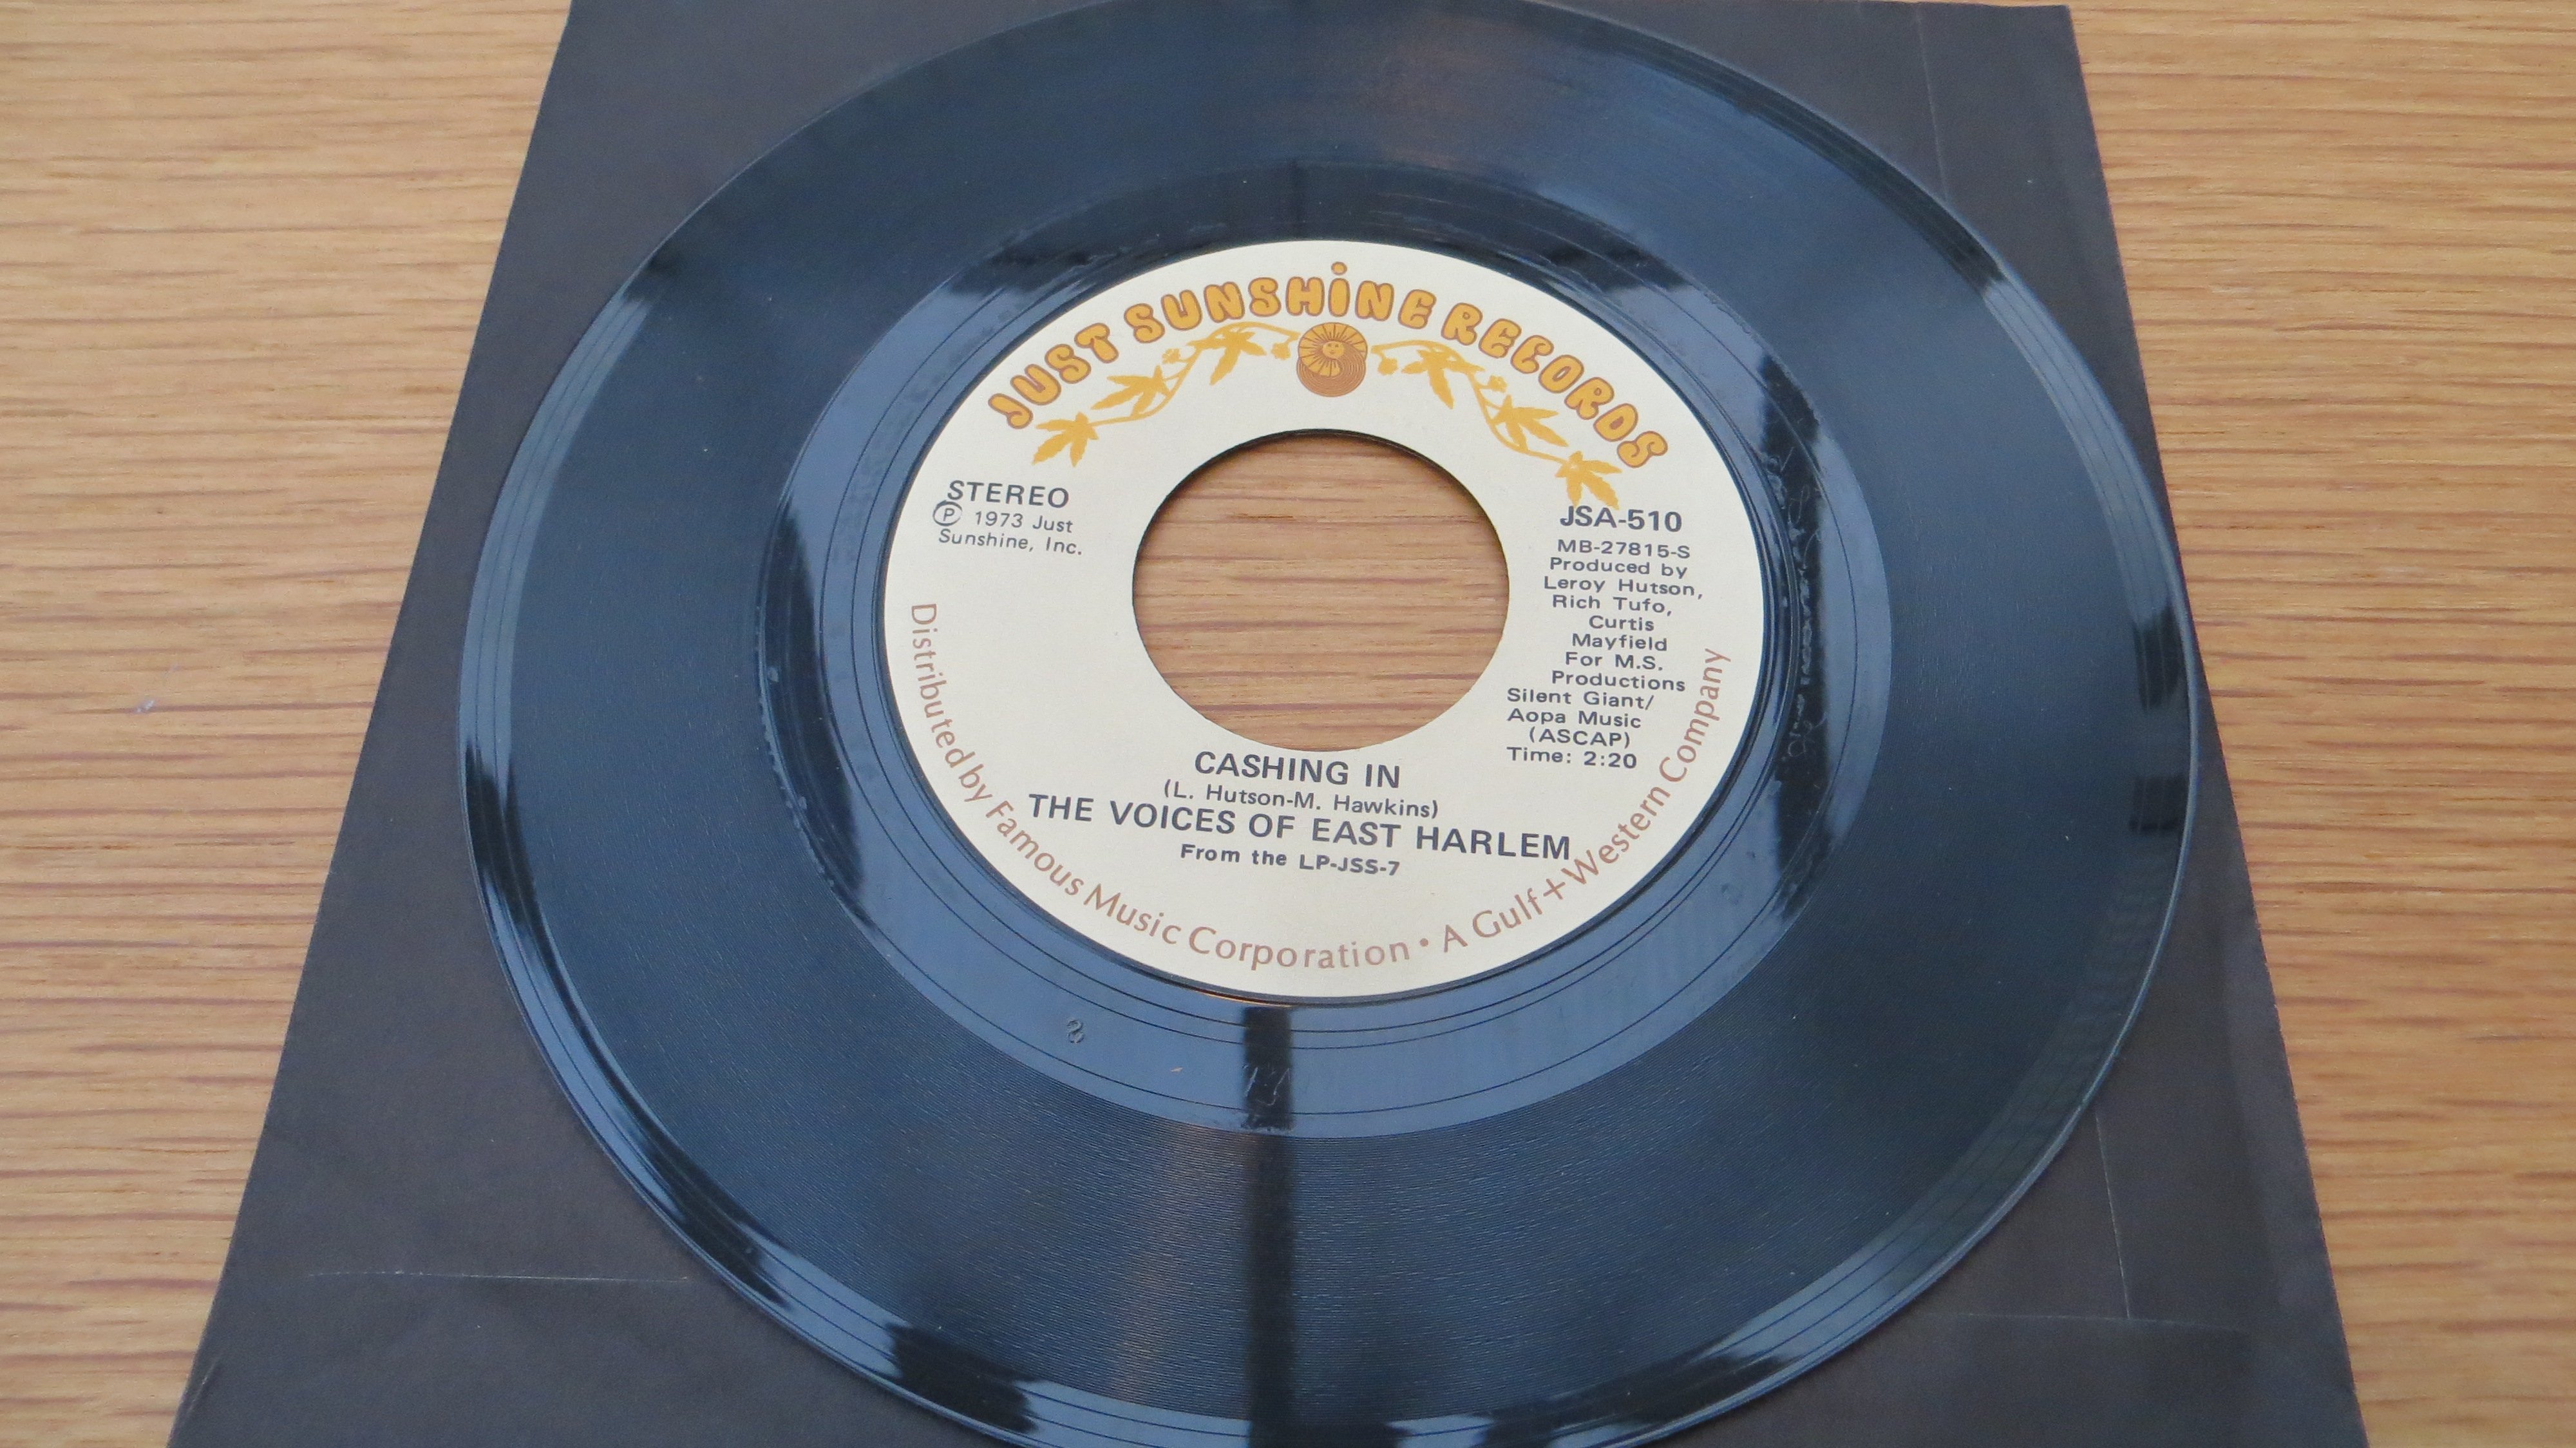 JUST SUNSHINE RECORDS
STEREO
Ⓟ 1973 Just
Sunshine, Inc.
JSA-510
MB-27815-S
Produced by
Leroy Hutson,
Rich Tufo,
Curtis
Mayfield
For M.S.
Productions
Silent Giant/
Aopa Music
(ASCAP)
Time: 2:20
CASHING IN
(L. Hutson-M. Hawkins)
THE VOICES OF EAST HARLEM
From the LP-JSS-7
Distributed by Famous Music Corporation • A Gulf+Western Company